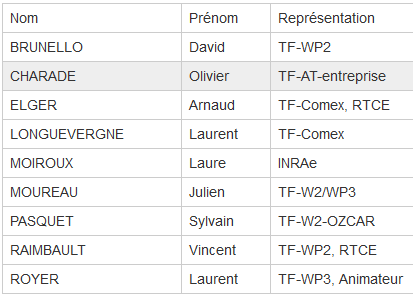 Nom Prénom Représentation
BRUNELLO David TF-WP2
CHARADE Olivier TF-AT-entreprise
ELGER Arnaud TF-Comex, RTCE
LONGUEVERGNE Laurent TF-Comex
MOIROUX Laure INRAe
MOUREAU Julien TF-W2/WP3
PASQUET Sylvain TF-W2-OZCAR
RAIMBAULT Vincent TF-WP2, RTCE
ROYER Laurent TF-WP3, Animateur